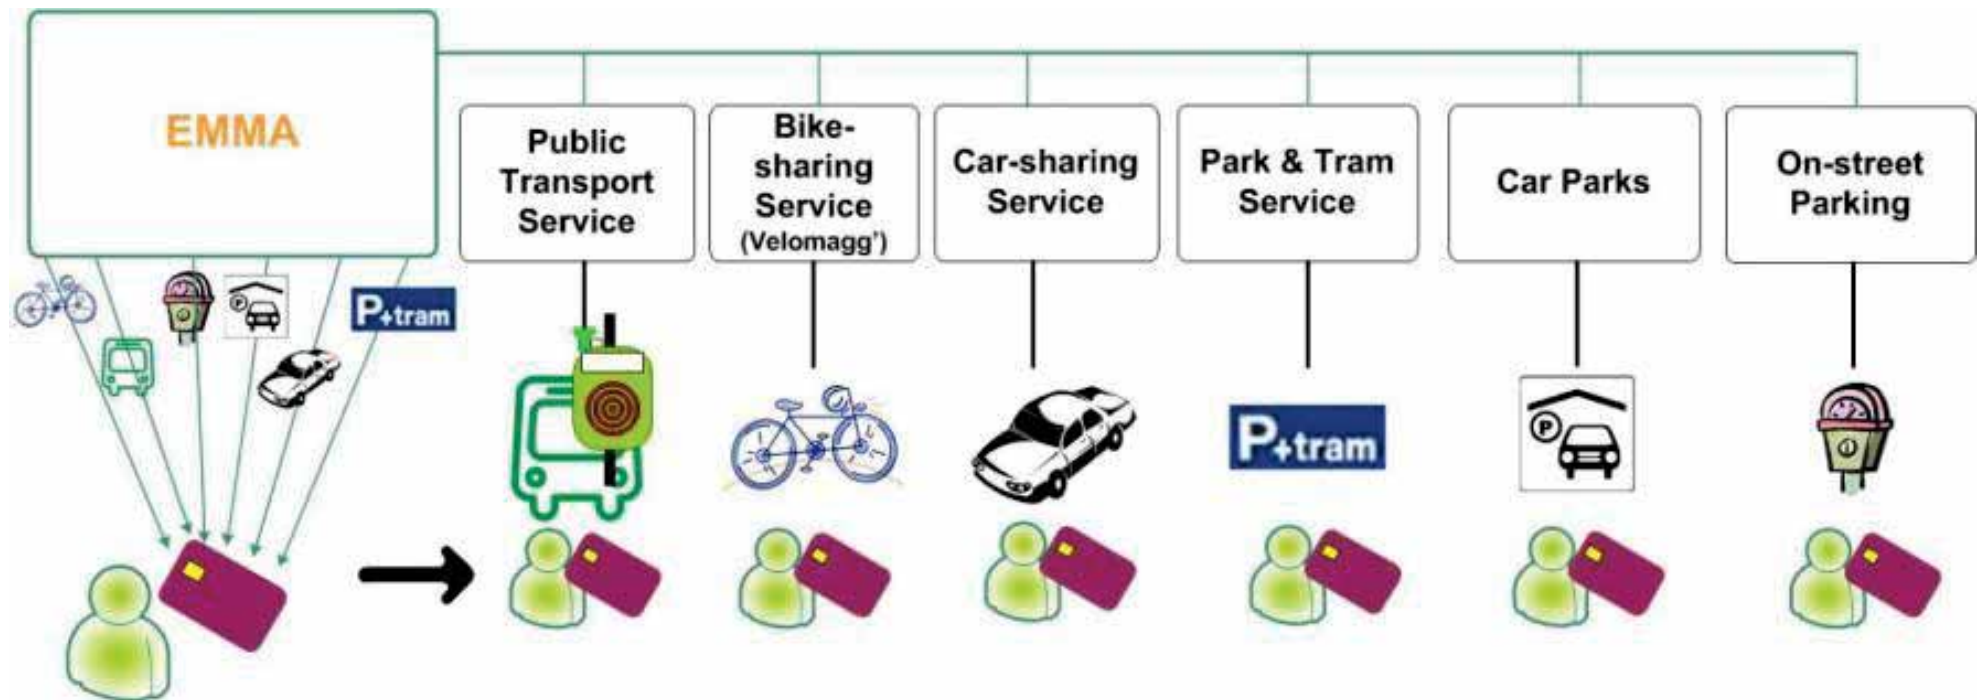 EMMA
Public
Transport
Service
Bike-
sharing
Service
(Velomagg')
Car-sharing
Service
Park & Tram
Service
Car Parks
On-street
Parking
P
P+tram
P+tram
P